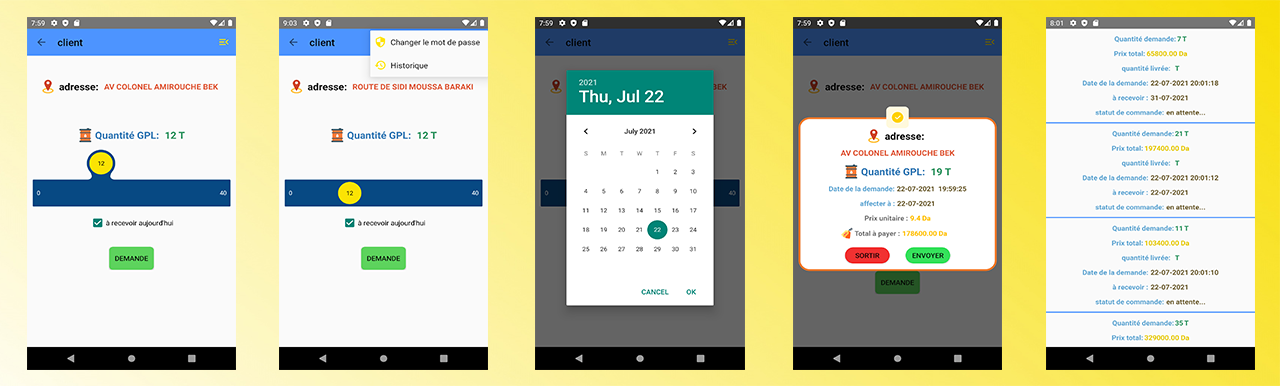 7:59
client
adresse: AV COLONEL AMIROUCHE BEK
Quantité GPL: 12 T
12
0 40
à recevoir aujourd'hui
DEMANDE
9:03
client
Changer le mot de passe
Historique
adresse: ROUTE DE SIDI MOUSSA BARAKI
Quantité GPL: 12 T
0 12 40
à recevoir aujourd'hui
DEMANDE
7:59
client
BEK
2021
Thu, Jul 22
July 2021
S M T W T F S
1 2 3
4 5 6 7 8 9 10
11 12 13 14 15 16 17
18 19 20 21 22 23 24
25 26 27 28 29 30 31
CANCEL OK
40
7:59
client
adresse: AV COLONEL AMIROUCHE BEK
adresse:
AV COLONEL AMIROUCHE BEK
Quantité GPL: 19 T
Date de la demande: 22-07-2021 19:59:25
affecter à : 22-07-2021
Prix unitaire : 9.4 Da
Total à payer : 178600.00 Da
SORTIR ENVOYER
DEMANDE
8:01
Quantité demande: 7 T
Prix total: 65800.00 Da
quantité livrée: T
Date de la demande: 22-07-2021 20:01:18
à recevoir : 31-07-2021
statut de commande: en attente...
Quantité demande: 21 T
Prix total: 197400.00 Da
quantité livrée: T
Date de la demande: 22-07-2021 20:01:12
à recevoir : 22-07-2021
statut de commande: en attente...
Quantité demande: 11 T
Prix total: 103400.00 Da
quantité livrée: T
Date de la demande: 22-07-2021 20:01:10
à recevoir : 22-07-2021
statut de commande: en attente...
Quantité demande: 35 T
Prix total: 329000.00 Da